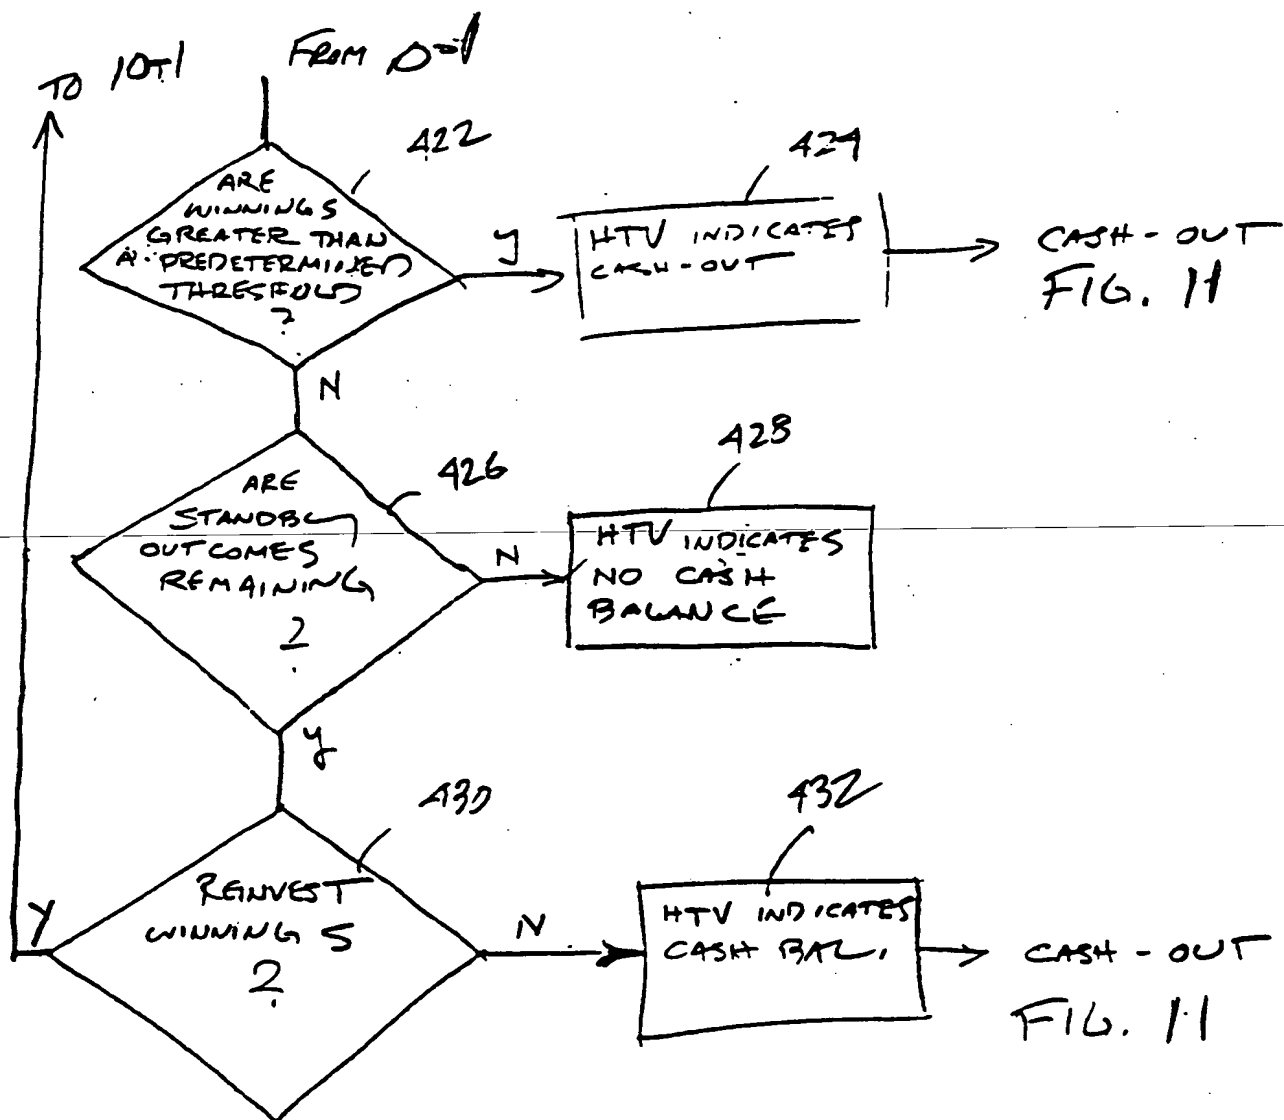 TO 10-1
FROM
422
ARE
WINNINGS
GREATER THAN
A PREDETERMINED
THRESHOLD
?
y
424
HTV INDICATES
CASH-OUT
CASH-OUT
FIG. 11
N
426
ARE
STANDBY
OUTCOMES
REMAINING
?
N
428
HTV INDICATES
NO CASH
BALANCE
y
430
REINVEST
WINNINGS
?
Y
N
432
HTV INDICATES
CASH BAL.
CASH-OUT
FIG. 11